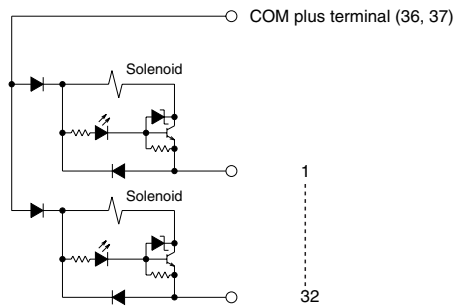 COM plus terminal (36, 37)
Solenoid
1
Solenoid
32